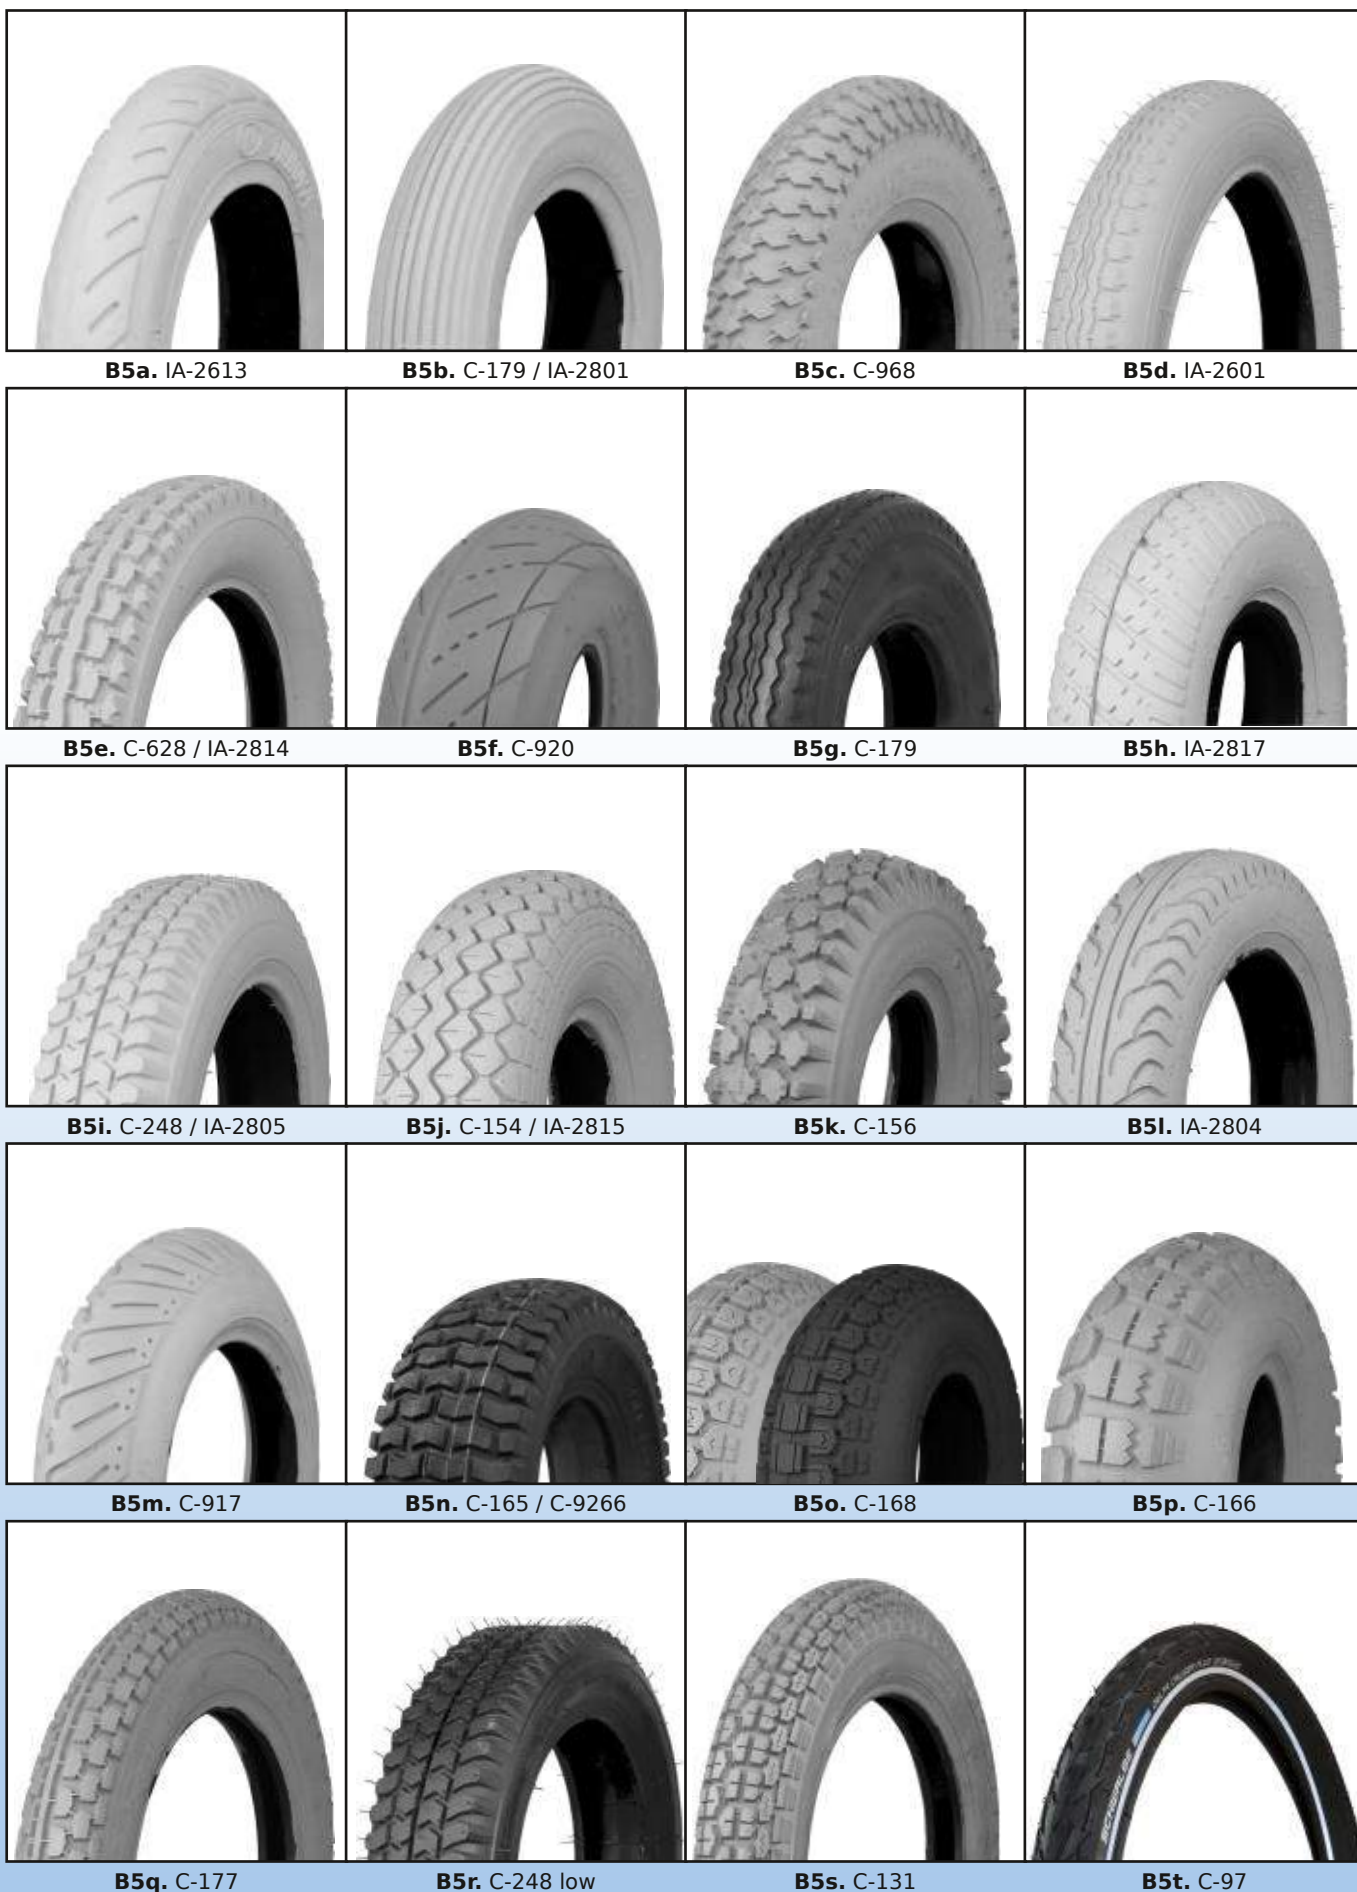 B5a. IA-2613
B5b. C-179 / IA-2801
B5c. C-968
B5d. IA-2601
B5e. C-628 / IA-2814
B5f. C-920
B5g. C-179
B5h. IA-2817
B5i. C-248 / IA-2805
B5j. C-154 / IA-2815
B5k. C-156
B5l. IA-2804
B5m. C-917
B5n. C-165 / C-9266
B5o. C-168
B5p. C-166
SCHWALBE
B5q. C-177
B5r. C-248 low
B5s. C-131
B5t. C-97